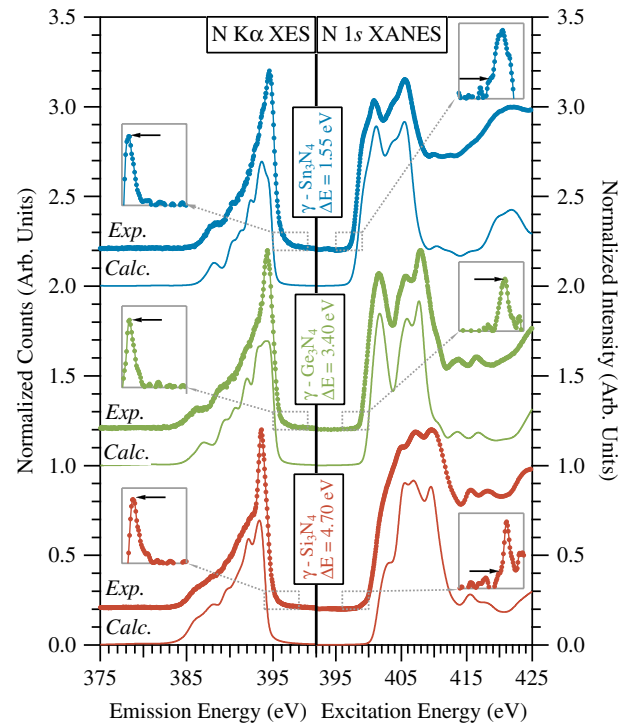 N Kα XES
N 1s XANES
Normalized Counts (Arb. Units)
3.5
3.0
2.5
2.0
1.5
1.0
0.5
0.0
γ - Sn3N4
ΔE = 1.55 eV
Exp.
Calc.
γ - Ge3N4
ΔE = 3.40 eV
Exp.
Calc.
γ - Si3N4
ΔE = 4.70 eV
Exp.
Calc.
3.5
3.0
2.5
2.0
1.5
1.0
0.5
0.0
Normalized Intensity (Arb. Units)
375 385 395 395 405 415 425
Emission Energy (eV) Excitation Energy (eV)